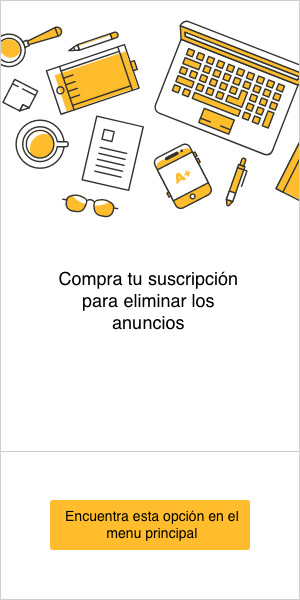 A+
Compra tu suscripción
para eliminar los
anuncios
Encuentra esta opción en el
menu principal